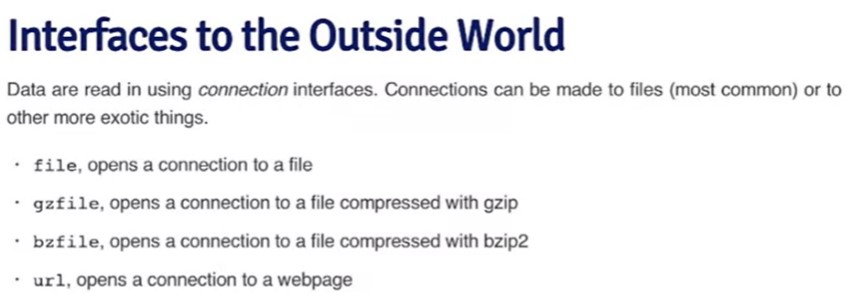 Interfaces to the Outside World
Data are read in using connection interfaces. Connections can be made to files (most common) or to
other more exotic things.
· file, opens a connection to a file
· gzfile, opens a connection to a file compressed with gzip
· bzfile, opens a connection to a file compressed with bzip2
· url, opens a connection to a webpage